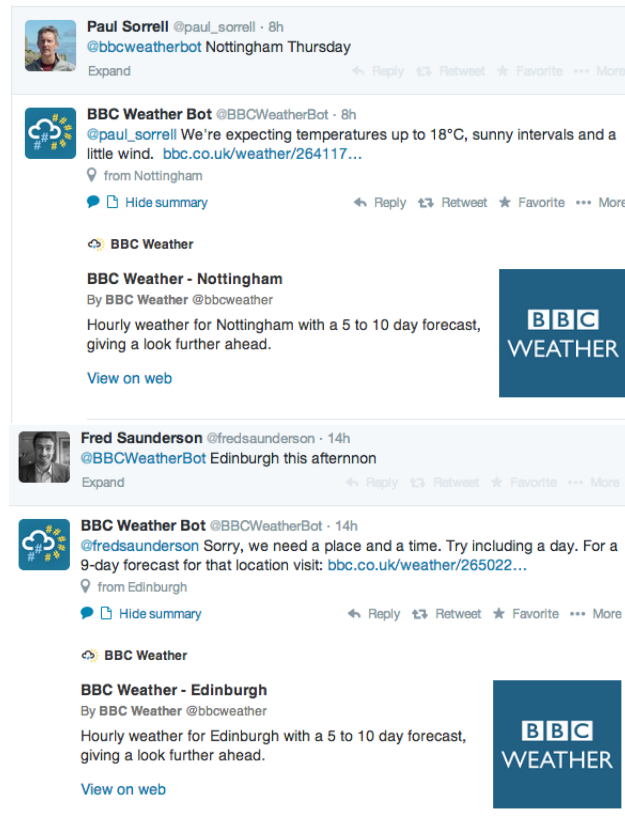 Paul Sorrell @paul_sorrell · 8h
@bbcweatherbot Nottingham Thursday
Expand Reply Retweet Favorite More
BBC Weather Bot @BBCWeatherBot · 8h
@paul_sorrell We're expecting temperatures up to 18°C, sunny intervals and a
little wind. bbc.co.uk/weather/264117...
from Nottingham
Hide summary Reply Retweet Favorite More
BBC Weather
BBC Weather - Nottingham
By BBC Weather @bbcweather
Hourly weather for Nottingham with a 5 to 10 day forecast,
giving a look further ahead.
View on web
BBC
WEATHER
Fred Saunderson @fredsaunderson · 14h
@BBCWeatherBot Edinburgh this afternnon
Expand Reply Retweet Favorite More
BBC Weather Bot @BBCWeatherBot · 14h
@fredsaunderson Sorry, we need a place and a time. Try including a day. For a
9-day forecast for that location visit: bbc.co.uk/weather/265022...
from Edinburgh
Hide summary Reply Retweet Favorite More
BBC Weather
BBC Weather - Edinburgh
By BBC Weather @bbcweather
Hourly weather for Edinburgh with a 5 to 10 day forecast,
giving a look further ahead.
View on web
BBC
WEATHER